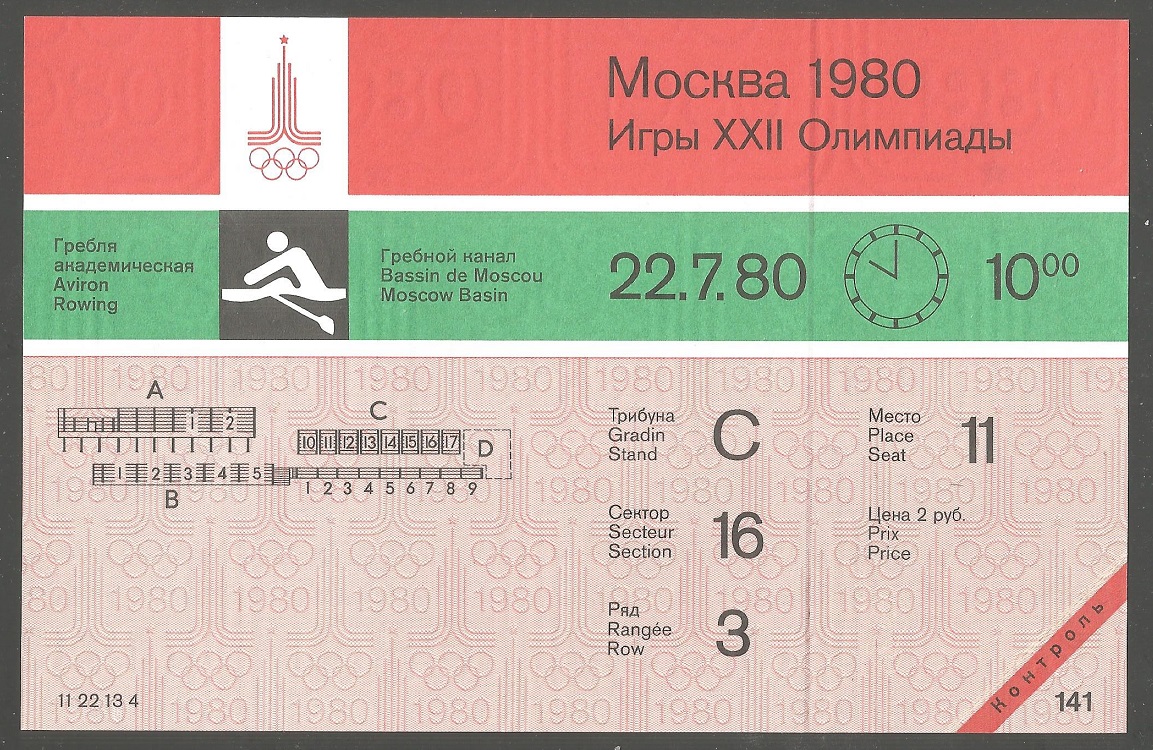 Москва 1980
Игры XXII Олимпиады
Гребля
академическая
Aviron
Rowing
Гребной канал
Bassin de Moscou
Moscow Basin
22.7.80
10⁰⁰
A
1 2
B
1 2 3 4 5
C
10 11 12 13 14 15 16 17
D
1 2 3 4 5 6 7 8 9
Трибуна
Gradin
Stand
C
Место
Place
Seat
11
Сектор
Secteur
Section
16
Цена 2 руб.
Prix
Price
Ряд
Rangée
Row
3
11 22 13 4
Контроль
141
1980